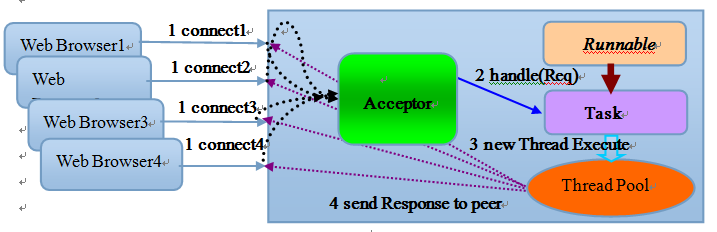 1 connect1
Web Browser1
Runnable
1 connect2
Web
2 handle(Req)
1 connect3
Acceptor
Task
Web Browser3
1 connect4
3 new Thread Execute
Web Browser4
Thread Pool
4 send Response to peer